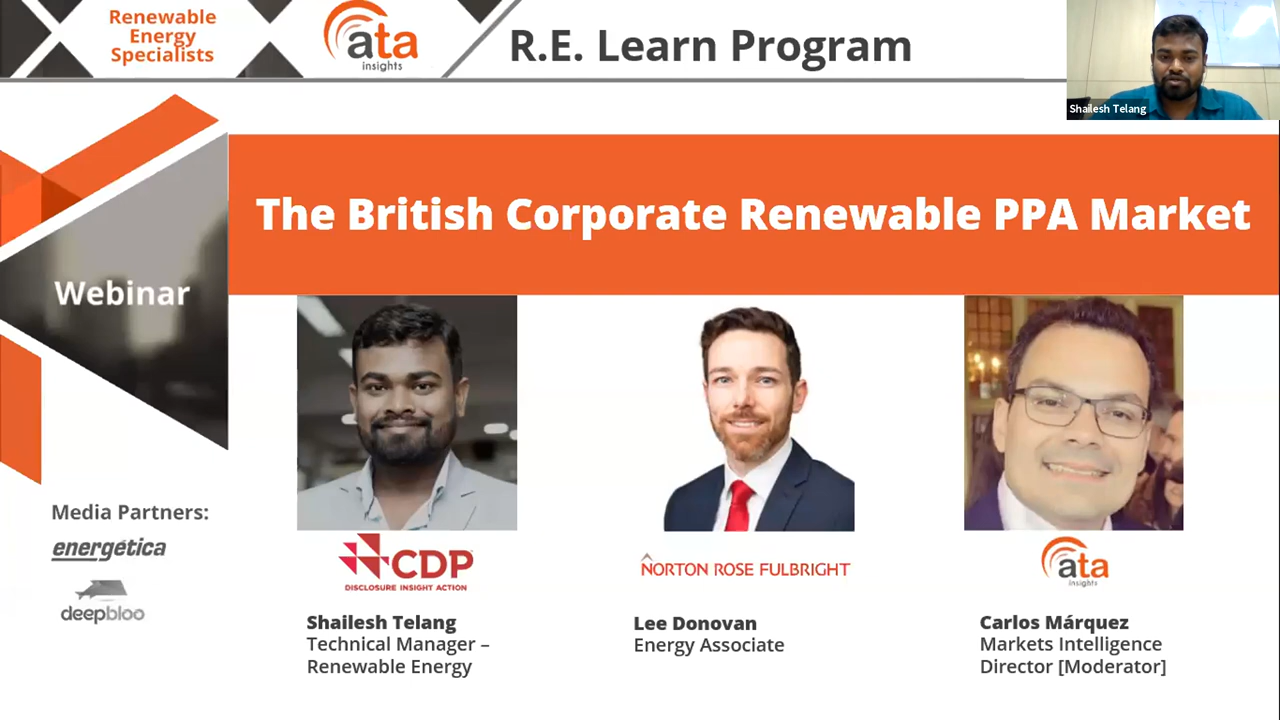 Renewable
Energy
Specialists
ata
insights
R.E. Learn Program
Shailesh Telang
The British Corporate Renewable PPA Market
Webinar
Media Partners:
energética
deepbloo
CDP
DISCLOSURE INSIGHT ACTION
NORTON ROSE FULBRIGHT
ata
insights
Shailesh Telang
Technical Manager –
Renewable Energy
Lee Donovan
Energy Associate
Carlos Márquez
Markets Intelligence
Director [Moderator]